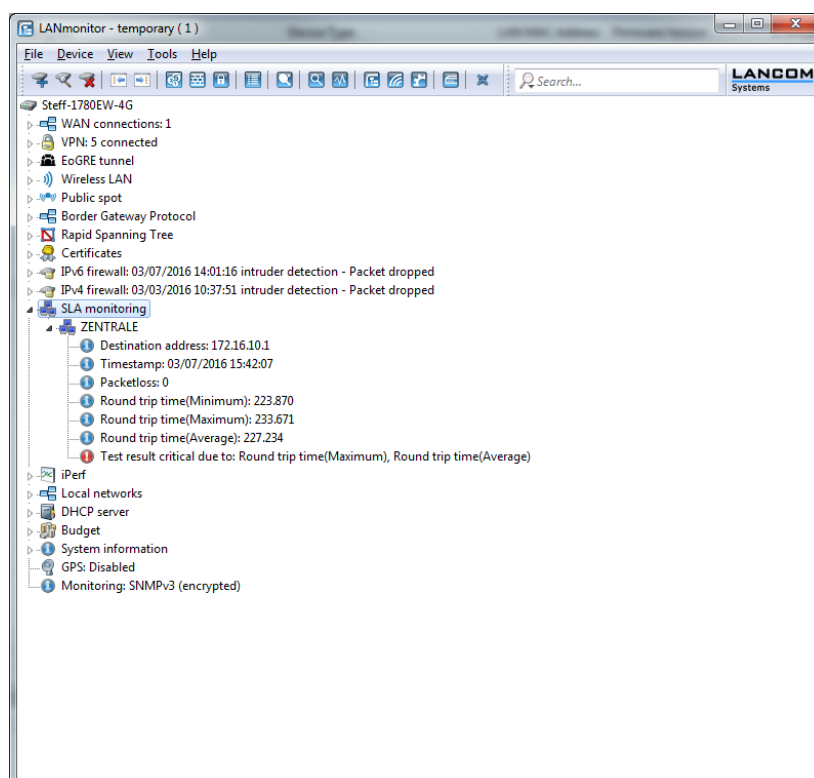 LANmonitor - temporary ( 1 )
File Device View Tools Help
Search...
LANCOM
Systems
Steff-1780EW-4G
WAN connections: 1
VPN: 5 connected
EoGRE tunnel
Wireless LAN
Public spot
Border Gateway Protocol
Rapid Spanning Tree
Certificates
IPv6 firewall: 03/07/2016 14:01:16 intruder detection - Packet dropped
IPv4 firewall: 03/03/2016 10:37:51 intruder detection - Packet dropped
SLA monitoring
ZENTRALE
Destination address: 172.16.10.1
Timestamp: 03/07/2016 15:42:07
Packetloss: 0
Round trip time(Minimum): 223.870
Round trip time(Maximum): 233.671
Round trip time(Average): 227.234
Test result critical due to: Round trip time(Maximum), Round trip time(Average)
iPerf
Local networks
DHCP server
Budget
System information
GPS: Disabled
Monitoring: SNMPv3 (encrypted)